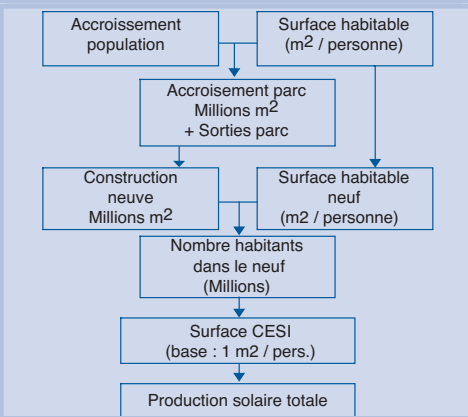 Accroissement
population
Surface habitable
(m2 / personne)
Accroisement parc
Millions m2
+ Sorties parc
Construction
neuve
Millions m2
Surface habitable
neuf
(m2 / personne)
Nombre habitants
dans le neuf
(Millions)
Surface CESI
(base : 1 m2 / pers.)
Production solaire totale